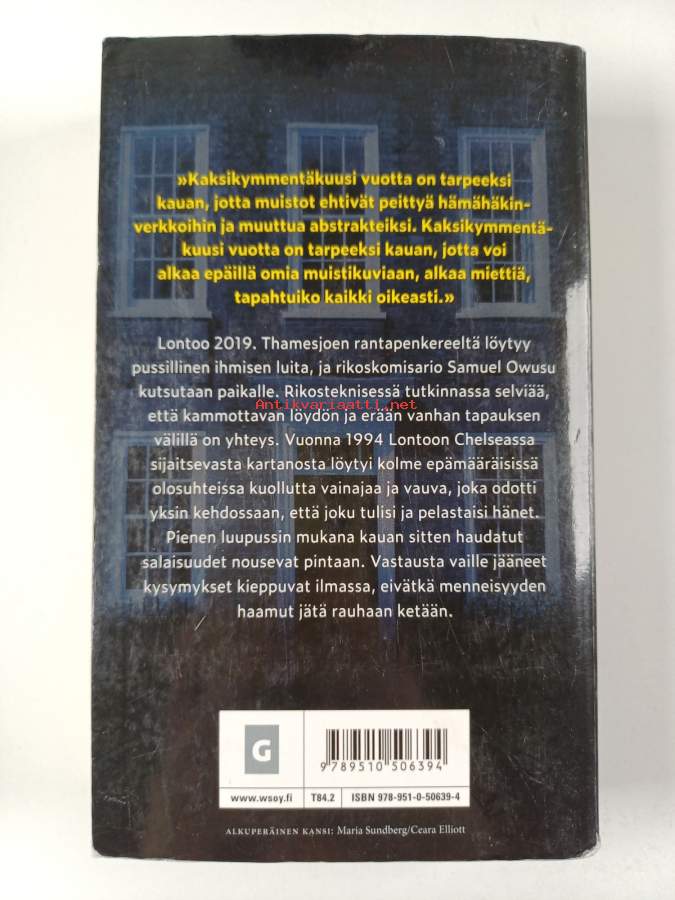 »Kaksikymmentäkuusi vuotta on tarpeeksi
kauan, jotta muistot ehtivät peittyä hämähäkin-
verkkoihin ja muuttua abstrakteiksi. Kaksikymmentä-
kuusi vuotta on tarpeeksi kauan, jotta voi
alkaa epäillä omia muistikuviaan, alkaa miettiä,
tapahtuiko kaikki oikeasti.»
Lontoo 2019. Thamesjoen rantapenkereeltä löytyy
pussillinen ihmisen luita, ja rikoskomisario Samuel Owusu
kutsutaan paikalle. Rikosteknisessä tutkinnassa selviää,
Antikvariaatti.net
että kammottavan löydön ja erään vanhan tapauksen
välillä on yhteys. Vuonna 1994 Lontoon Chelseassa
sijaitsevasta kartanosta löytyi kolme epämääräisissä
olosuhteissa kuollutta vainajaa ja vauva, joka odotti
yksin kehdossaan, että joku tulisi ja pelastaisi hänet.
Pienen luupussin mukana kauan sitten haudatut
salaisuudet nousevat pintaan. Vastausta vaille jääneet
kysymykset kieppuvat ilmassa, eivätkä menneisyyden
haamut jätä rauhaan ketään.
G
9789510506394
www.wsoy.fi T84.2 ISBN 978-951-0-50639-4
ALKUPERÄINEN KANSI: Maria Sundberg/Ceara Elliott